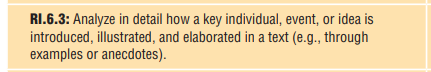 RI.6.3: Analyze in detail how a key individual, event, or idea is
introduced, illustrated, and elaborated in a text (e.g., through
examples or anecdotes).